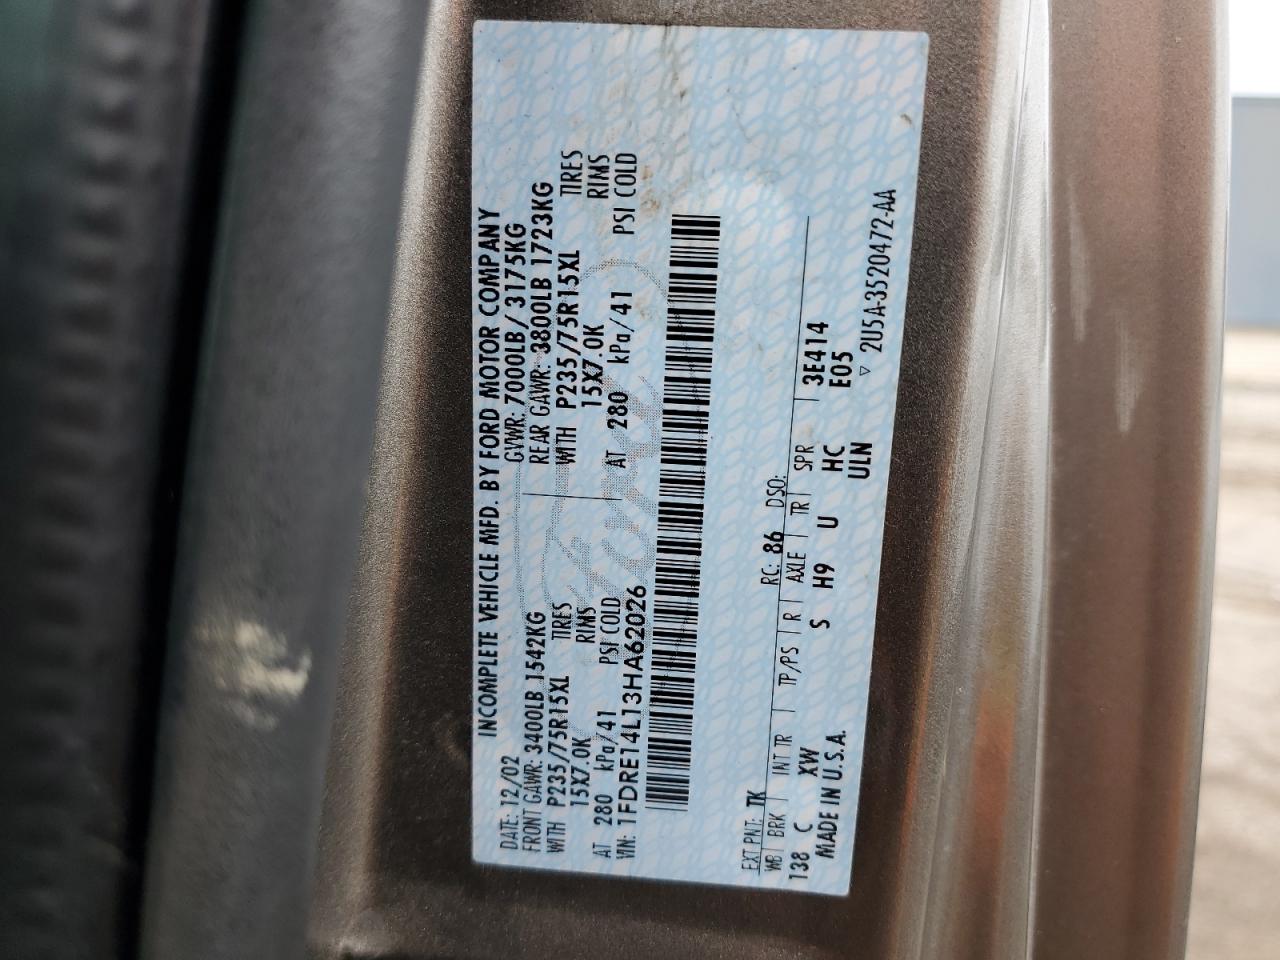 INCOMPLETE VEHICLE MFD. BY FORD MOTOR COMPANY
DATE: 12/02 GVWR: 7000LB/ 3175KG
FRONT GAWR: 3400LB 1542KG REAR GAWR: 3800LB 1723KG
WITH P235/75R15XL TIRES WITH P235/75R15XL TIRES
15X7.0K RIMS 15X7.0K RIMS
AT 280 kPa/41 PSI COLD AT 280 kPa/41 PSI COLD
VIN: 1FDRE14L13HA62026
EXT PNT: TK RC: 86 DSO:
WB BRK INT TR TP/PS R AXLE TR SPR
138 C XW S H9 U HC 3E414
MADE IN U.S.A. ULN E05
▽ 2U5A-3520472-AA